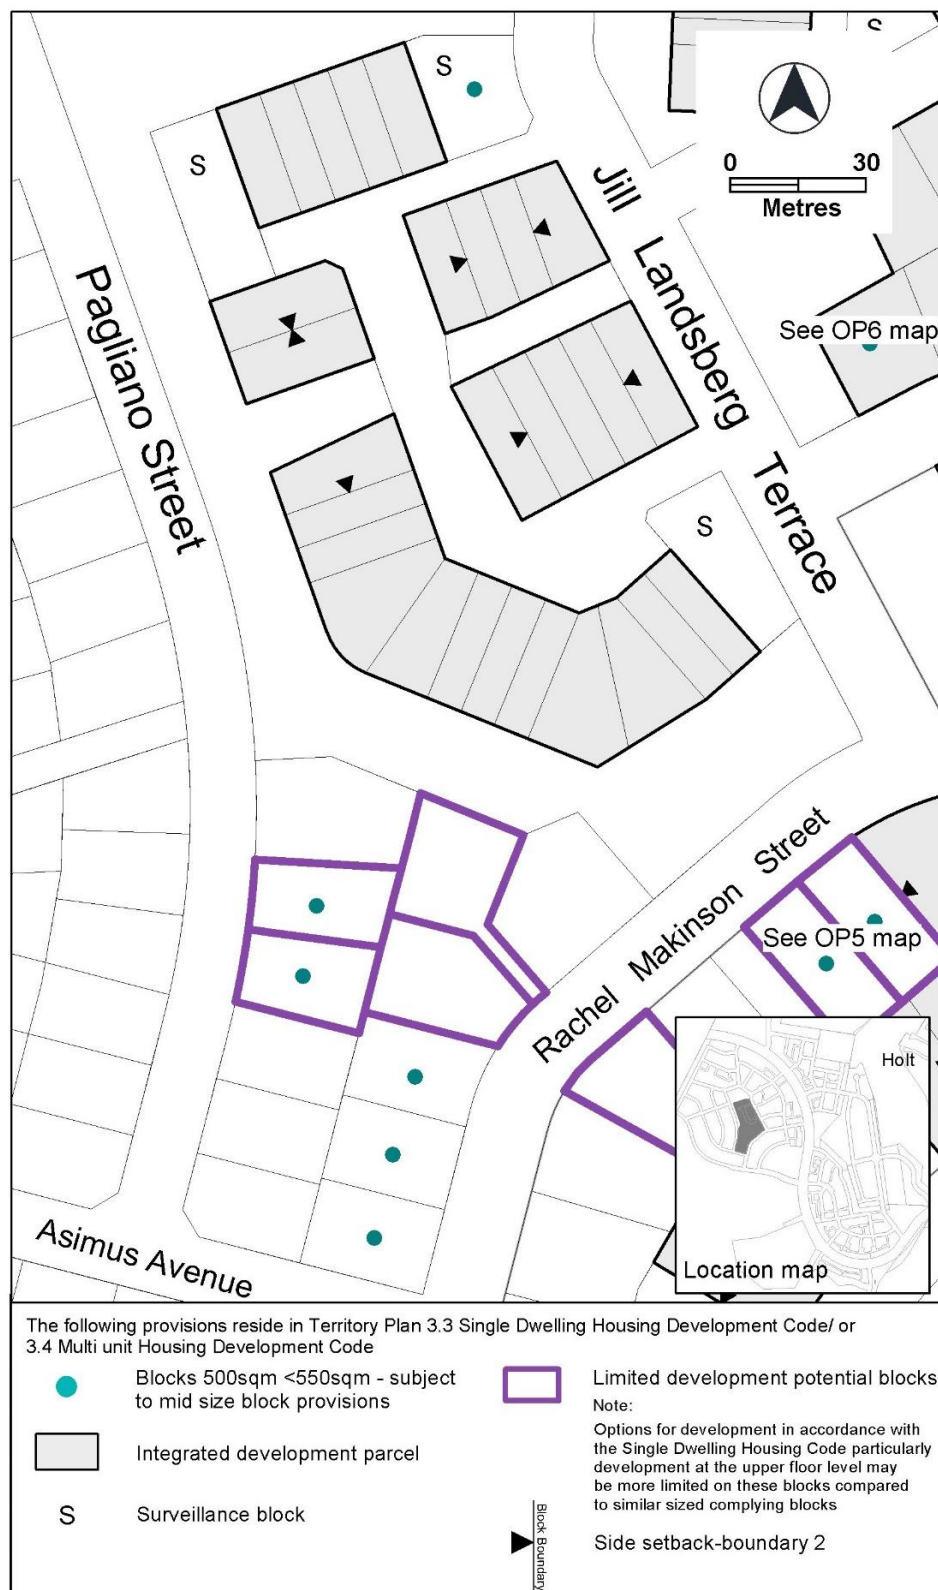 S
S
S
0 30
Metres
Jill Landsberg Terrace
Pagliano Street
See OP6 map
S
Rachel Makinson Street
See OP5 map
Holt
Location map
Asimus Avenue
The following provisions reside in Territory Plan 3.3 Single Dwelling Housing Development Code/ or
3.4 Multi unit Housing Development Code
Blocks 500sqm <550sqm - subject
to mid size block provisions
Integrated development parcel
S Surveillance block
Limited development potential blocks
Note:
Options for development in accordance with
the Single Dwelling Housing Code particularly
development at the upper floor level may
be more limited on these blocks compared
to similar sized complying blocks
Block Boundary
Side setback-boundary 2